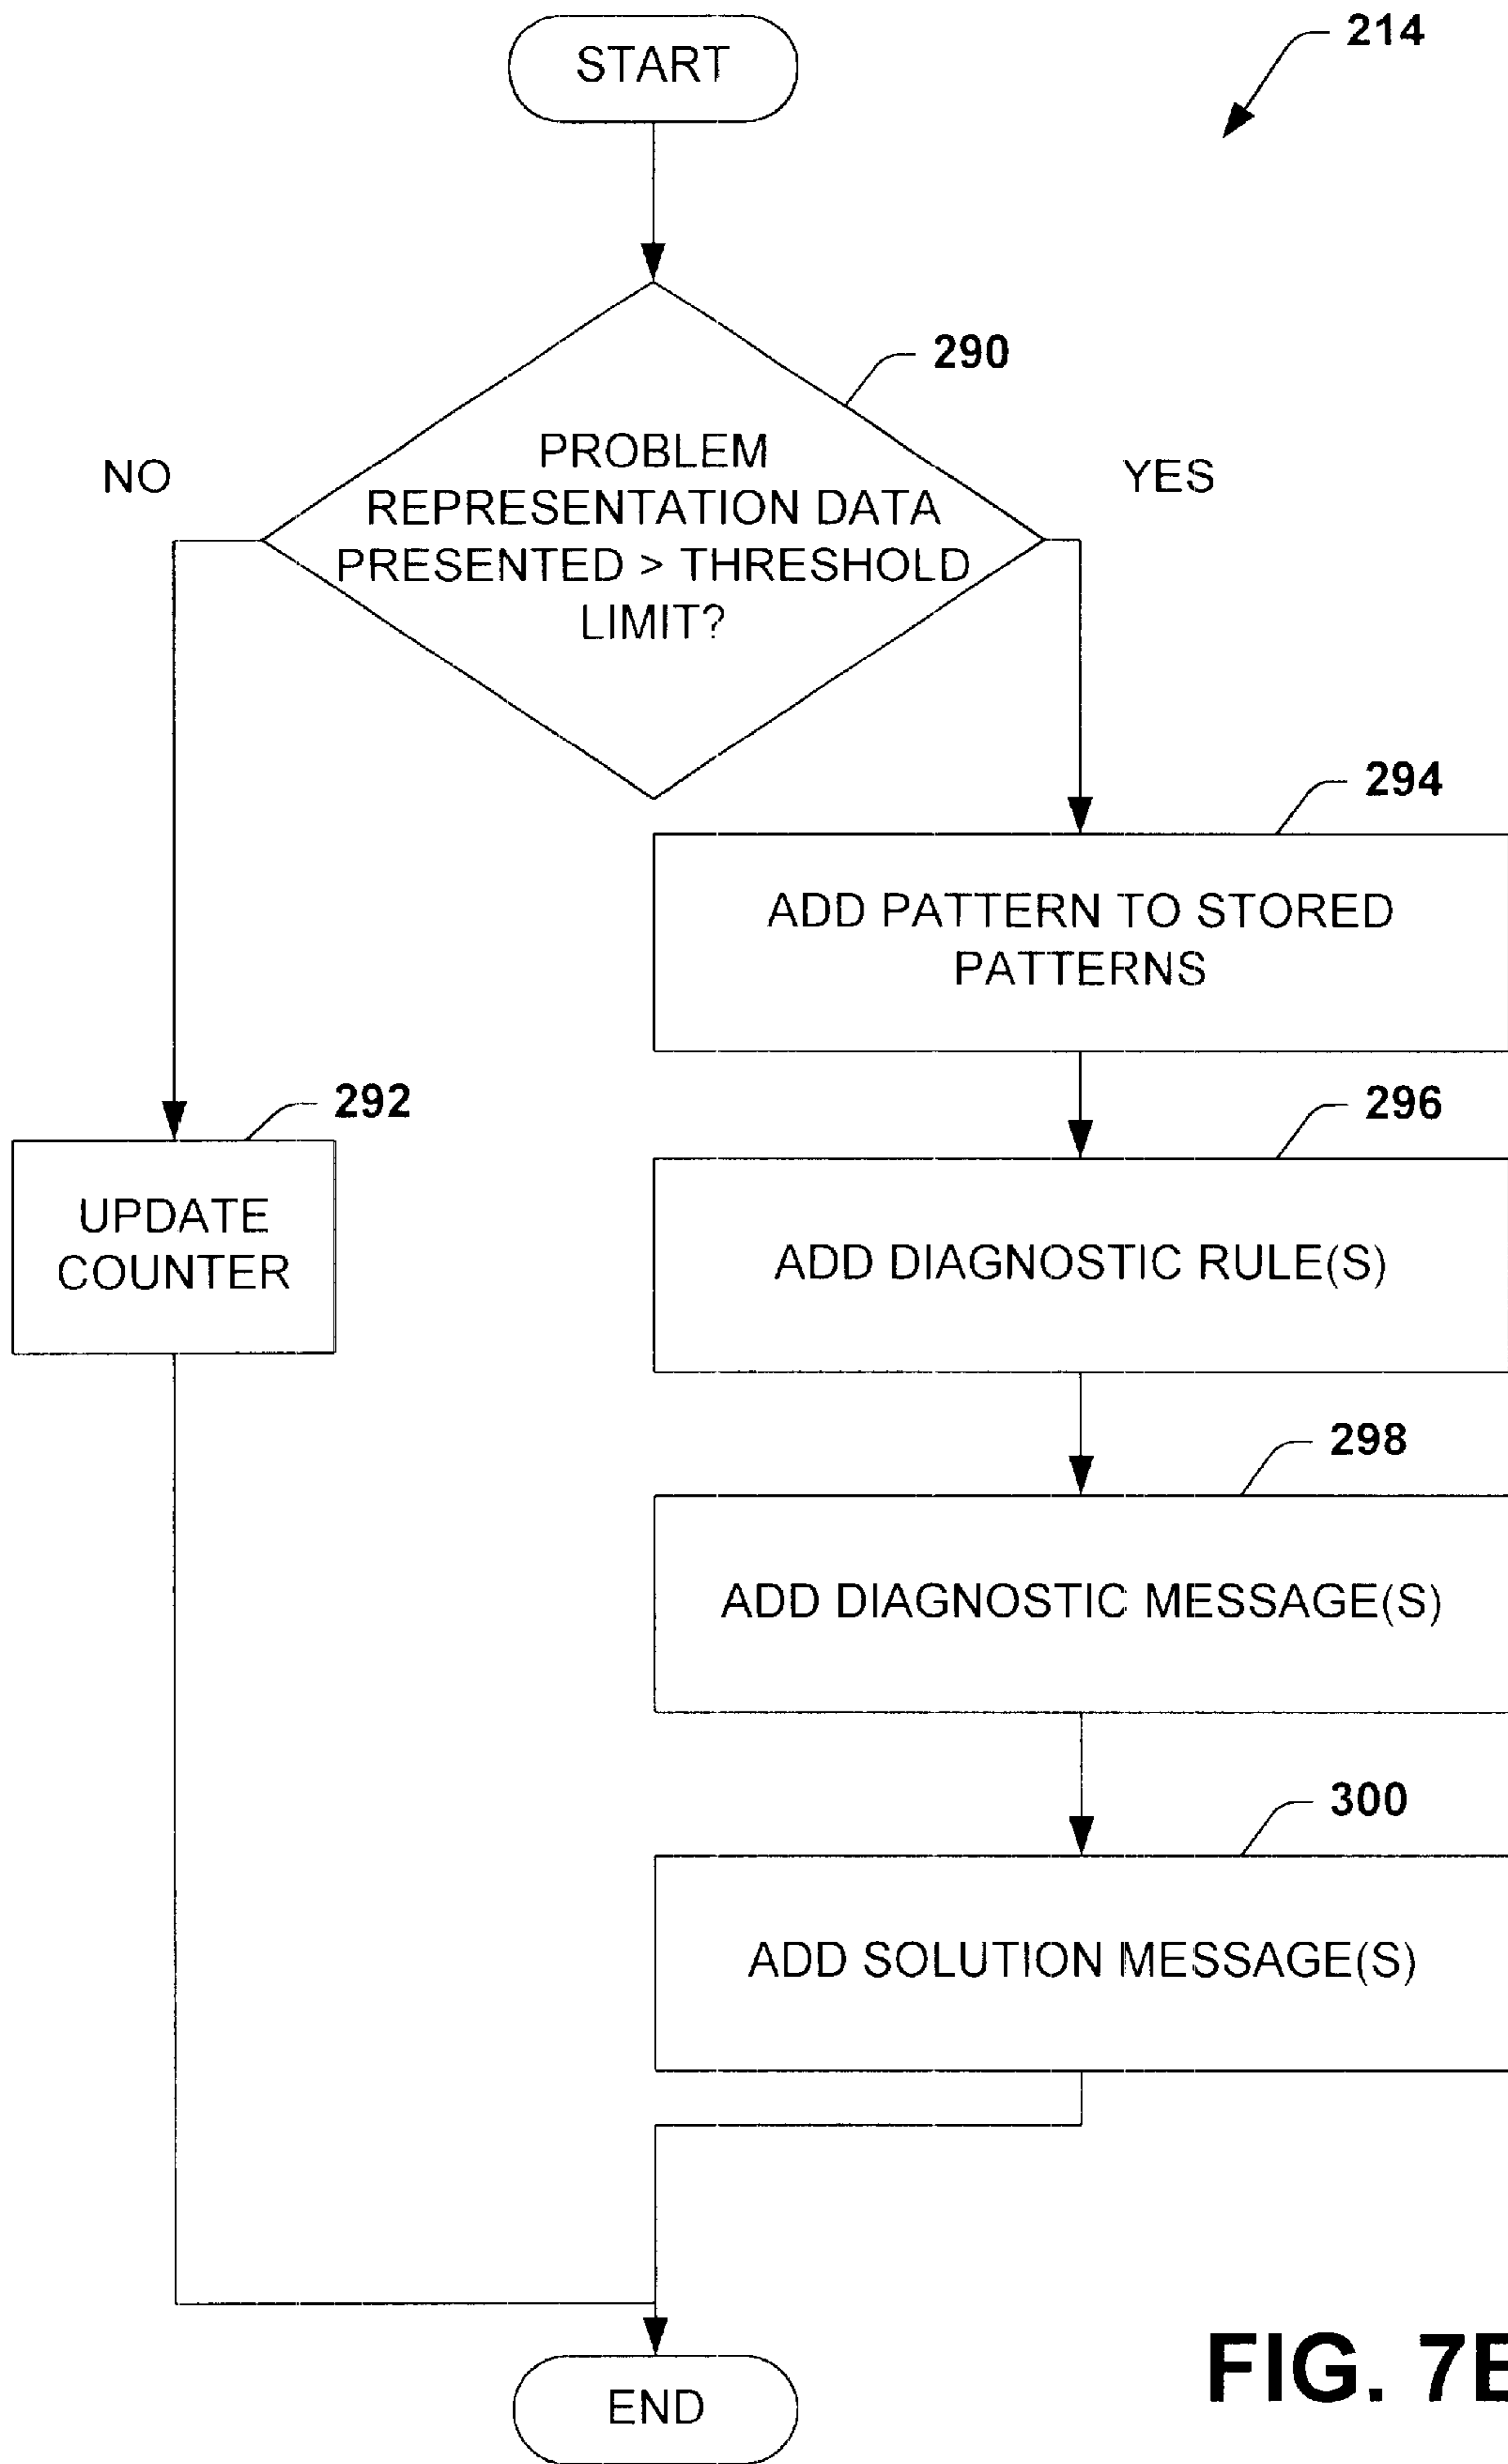 214
START
290
NO
YES
PROBLEM
REPRESENTATION DATA
PRESENTED > THRESHOLD
LIMIT?
294
ADD PATTERN TO STORED
PATTERNS
292
296
UPDATE
COUNTER
ADD DIAGNOSTIC RULE(S)
298
ADD DIAGNOSTIC MESSAGE(S)
300
ADD SOLUTION MESSAGE(S)
FIG.
END